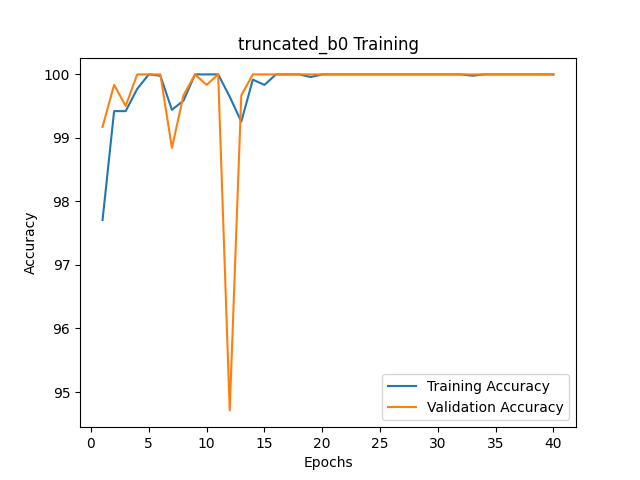 truncated_b0 Training
Accuracy
100
99
98
97
96
95
Training Accuracy
Validation Accuracy
0 5 10 15 20 25 30 35 40
Epochs